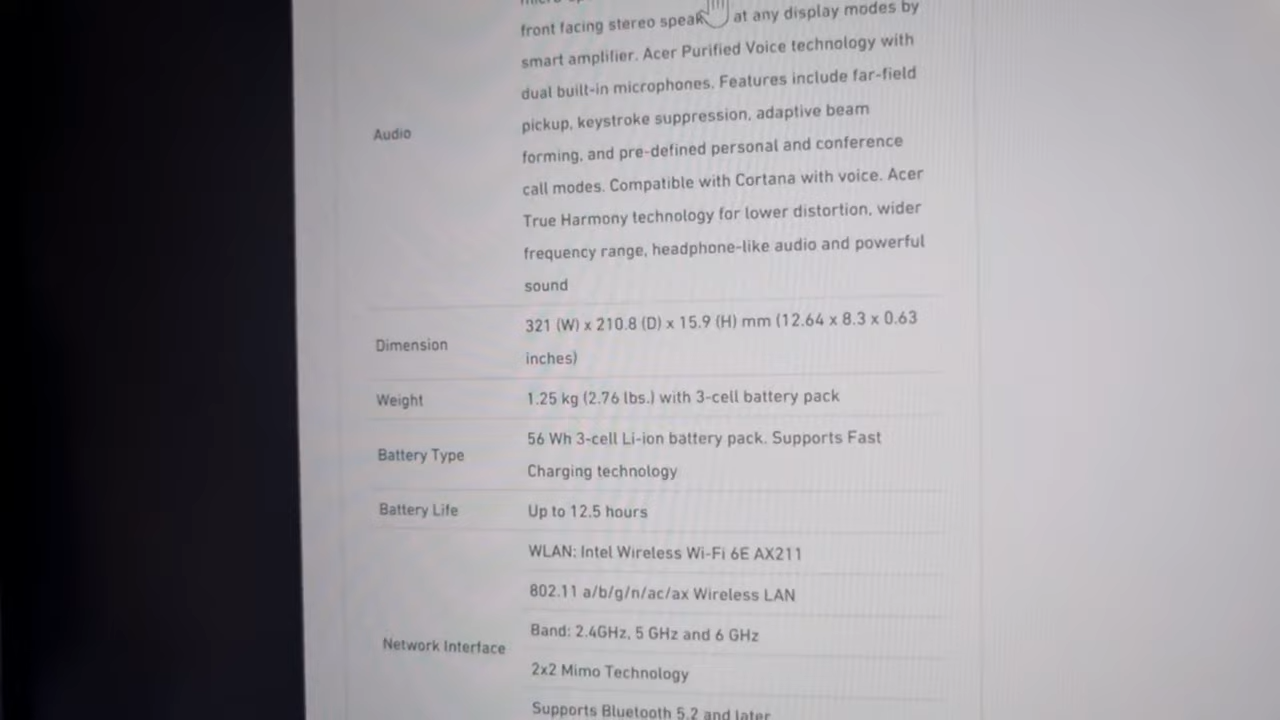 front facing stereo speak at any display modes by
smart amplifier. Acer Purified Voice technology with
dual built-in microphones. Features include far-field
pickup, keystroke suppression, adaptive beam
Audio
forming, and pre-defined personal and conference
call modes. Compatible with Cortana with voice. Acer
True Harmony technology for lower distortion, wider
frequency range, headphone-like audio and powerful
sound
Dimension
321 (W) x 210.8 (D) x 15.9 (H) mm (12.64 x 8.3 x 0.63
inches)
Weight
1.25 kg (2.76 lbs.) with 3-cell battery pack
Battery Type
56 Wh 3-cell Li-ion battery pack. Supports Fast
Charging technology
Battery Life
Up to 12.5 hours
Network Interface
WLAN: Intel Wireless Wi-Fi 6E AX211
802.11 a/b/g/n/ac/ax Wireless LAN
Band: 2.4GHz, 5 GHz and 6 GHz
2x2 Mimo Technology
Supports Bluetooth 5.2 and later